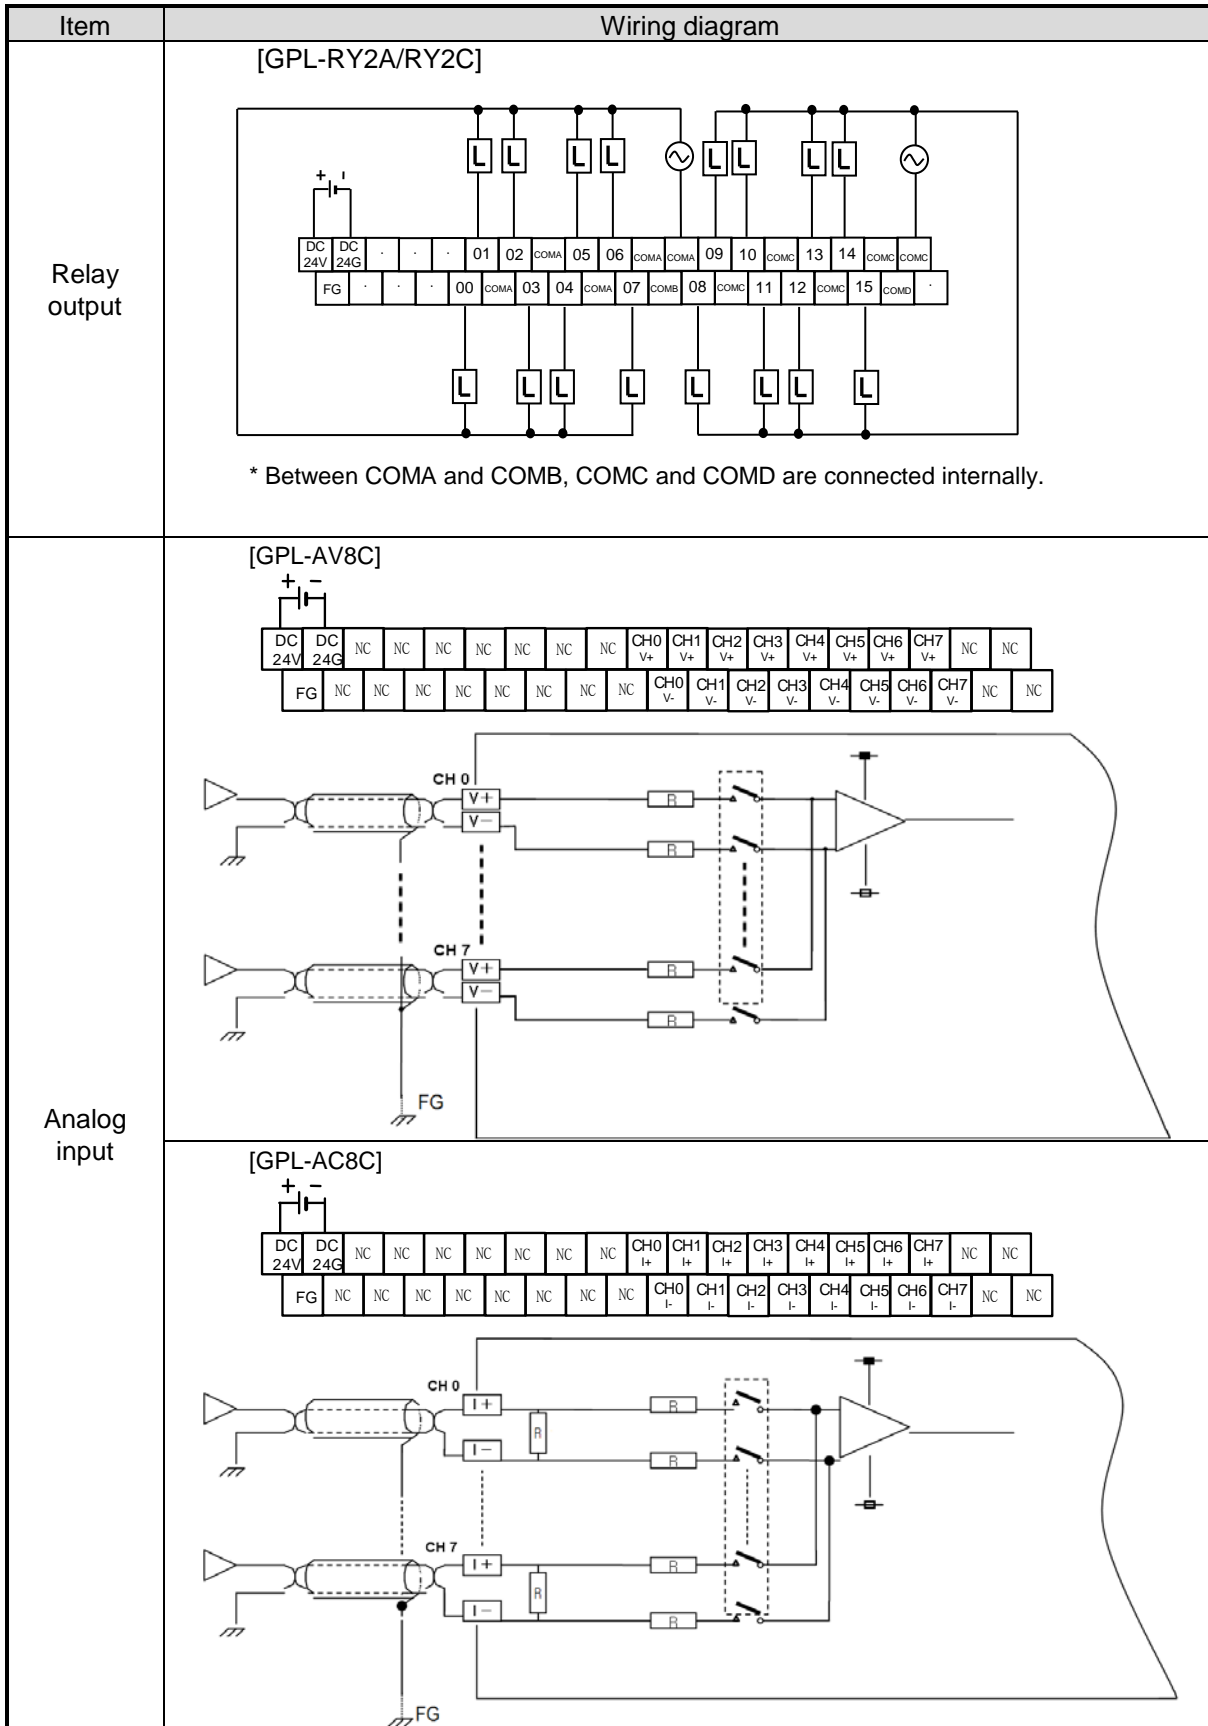 Item Wiring diagram
Relay output
[GPL-RY2A/RY2C]
L L L L L L L L
+ -
DC 24V DC 24G · · · 01 02 COMA 05 06 COMA COMA 09 10 COMC 13 14 COMC COMC
FG · · · 00 COMA 03 04 COMA 07 COMB 08 COMC 11 12 COMC 15 COMD ·
L L L L L L L L
* Between COMA and COMB, COMC and COMD are connected internally.
Analog input
[GPL-AV8C]
+ −
DC 24V DC 24G NC NC NC NC NC NC NC CH0 V+ CH1 V+ CH2 V+ CH3 V+ CH4 V+ CH5 V+ CH6 V+ CH7 V+ NC NC
FG NC NC NC NC NC NC NC NC CH0 V- CH1 V- CH2 V- CH3 V- CH4 V- CH5 V- CH6 V- CH7 V- NC NC
CH 0
V+ R
V− R
CH 7
V+ R
V− R
FG
[GPL-AC8C]
+ −
DC 24V DC 24G NC NC NC NC NC NC NC CH0 I+ CH1 I+ CH2 I+ CH3 I+ CH4 I+ CH5 I+ CH6 I+ CH7 I+ NC NC
FG NC NC NC NC NC NC NC NC CH0 I- CH1 I- CH2 I- CH3 I- CH4 I- CH5 I- CH6 I- CH7 I- NC NC
CH 0
I+ R
R
I− R
CH 7
I+ R
R
I− R
FG